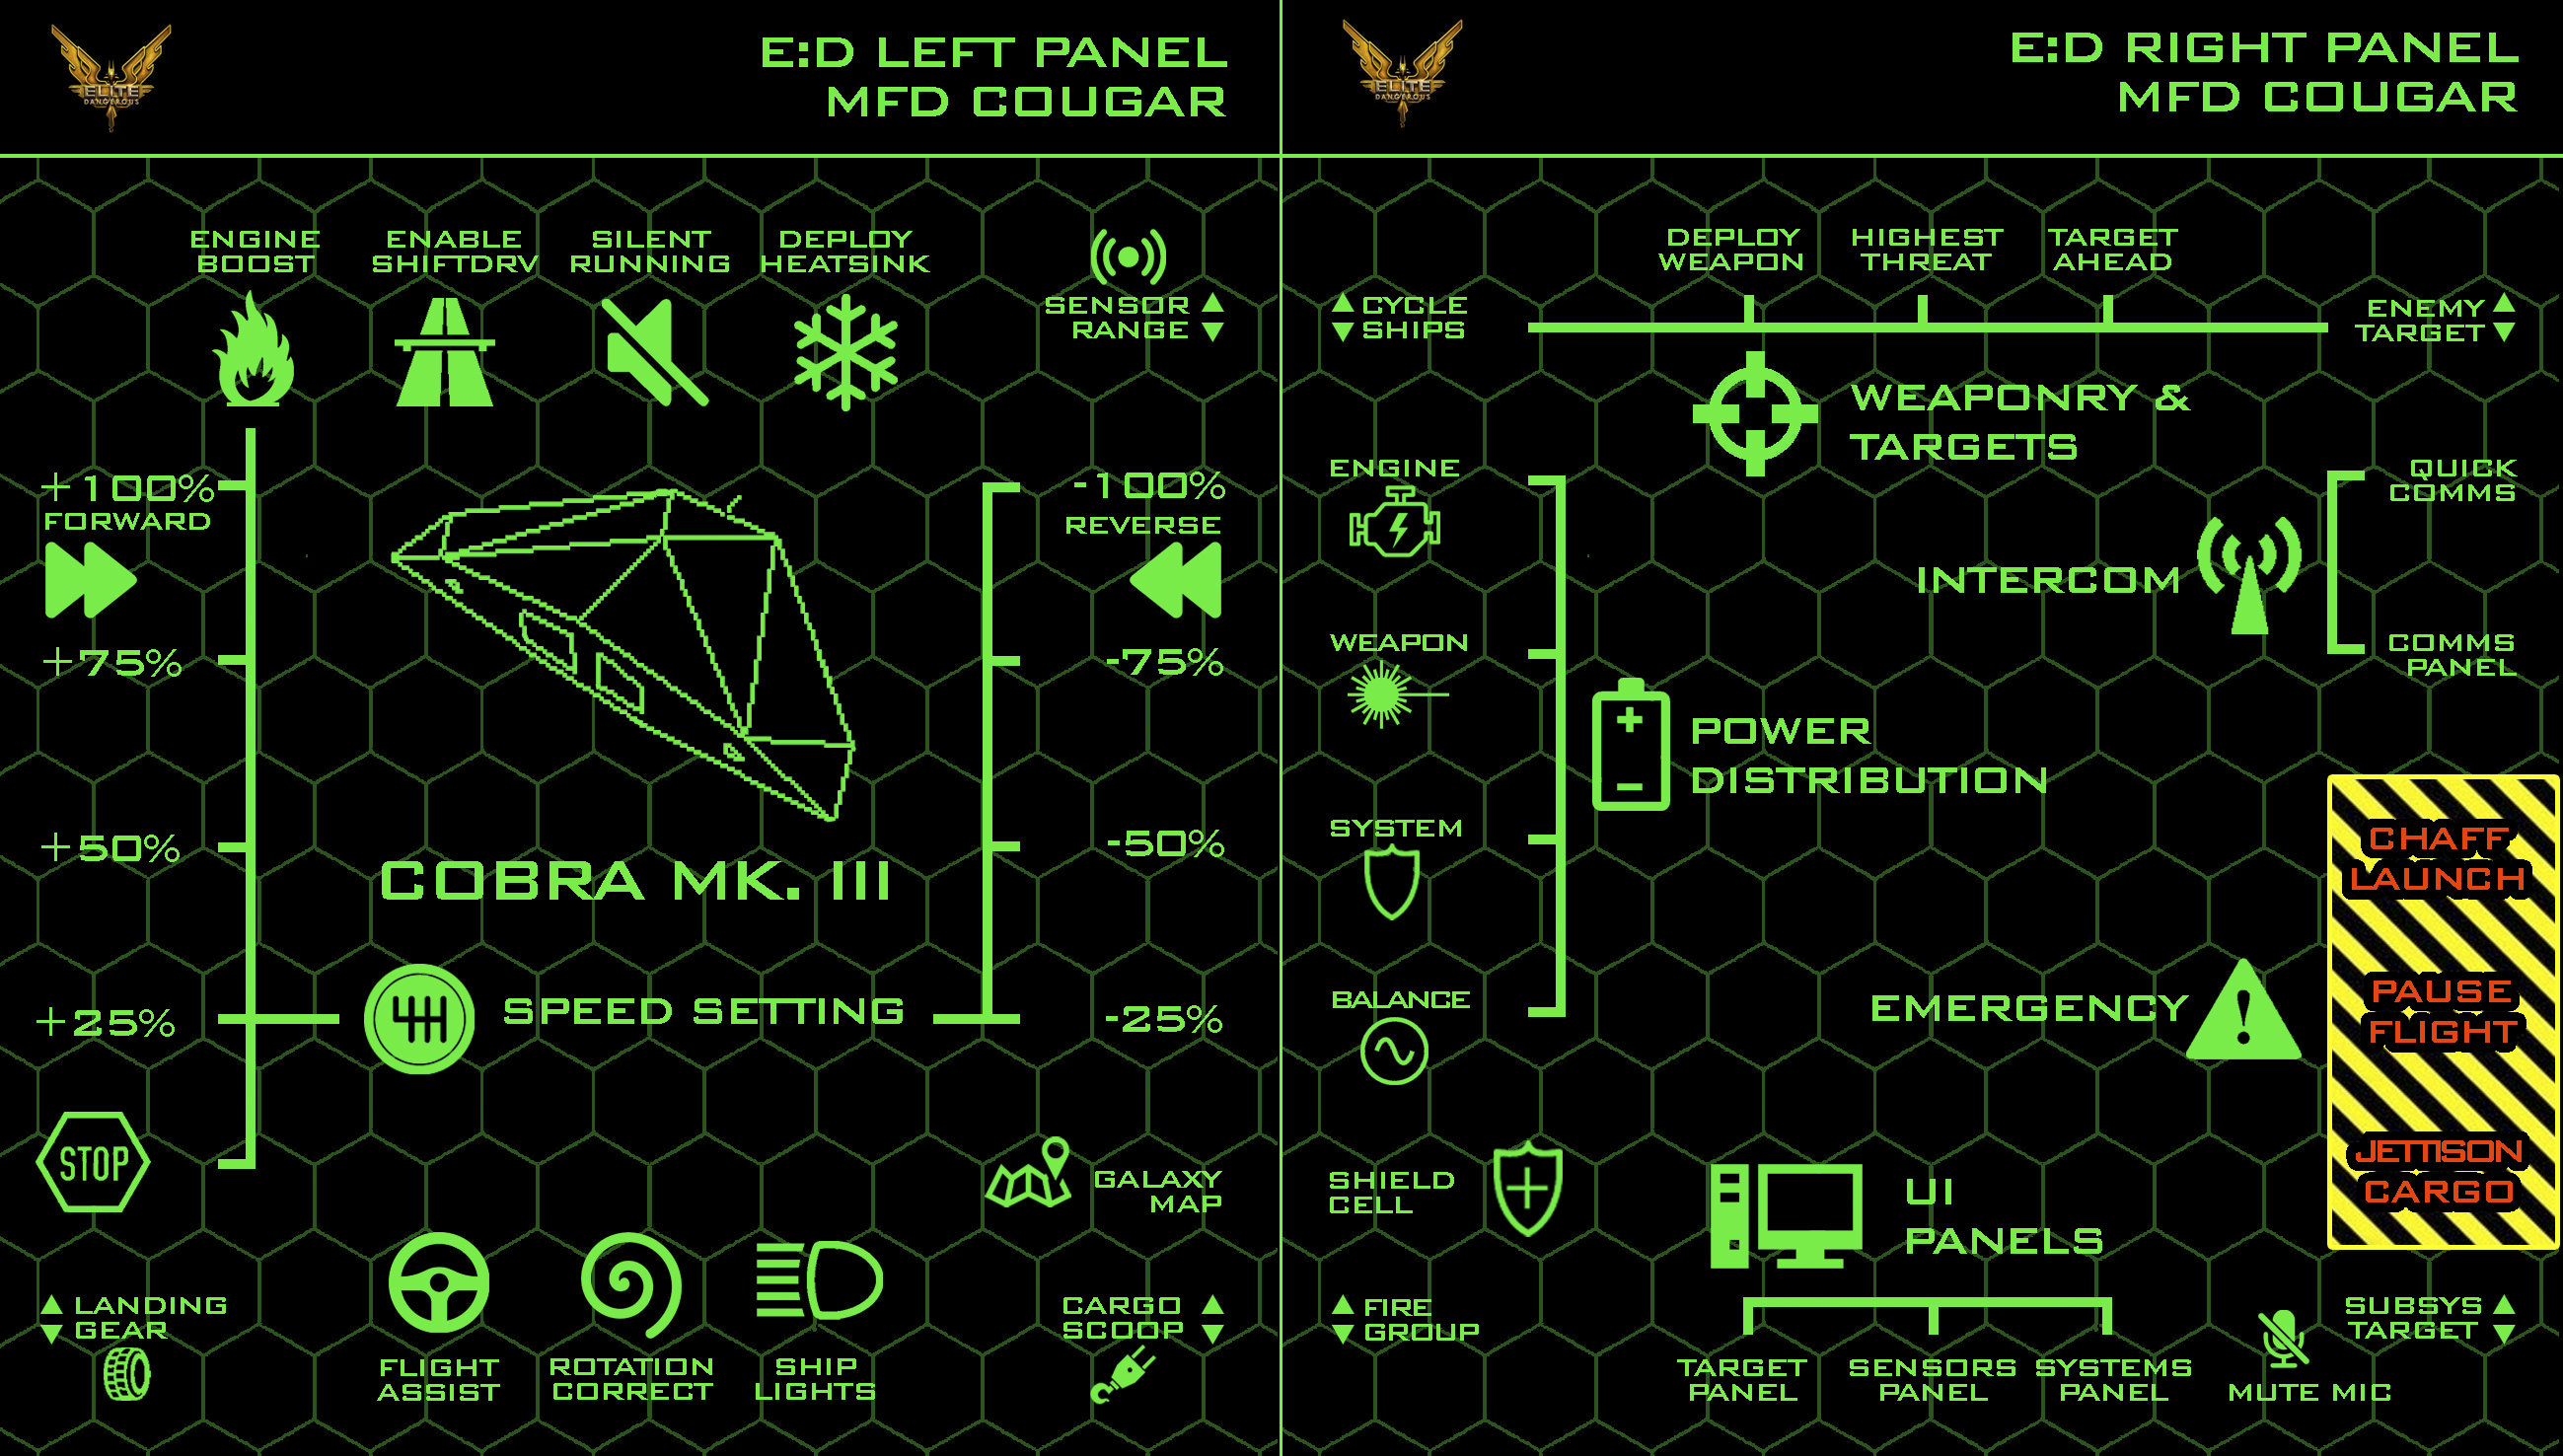 ELITE
DANGEROUS
E:D LEFT PANEL
MFD COUGAR
ENGINE
BOOST
ENABLE
SHIFTDRV
SILENT
RUNNING
DEPLOY
HEATSINK
SENSOR
RANGE
+100%
FORWARD
+75%
+50%
+25%
STOP
-100%
REVERSE
-75%
-50%
-25%
COBRA MK. III
SPEED SETTING
GALAXY
MAP
LANDING
GEAR
FLIGHT
ASSIST
ROTATION
CORRECT
SHIP
LIGHTS
CARGO
SCOOP
ELITE
DANGEROUS
E:D RIGHT PANEL
MFD COUGAR
CYCLE
SHIPS
DEPLOY
WEAPON
HIGHEST
THREAT
TARGET
AHEAD
ENEMY
TARGET
WEAPONRY &
TARGETS
ENGINE
WEAPON
SYSTEM
BALANCE
POWER
DISTRIBUTION
QUICK
COMMS
INTERCOM
COMMS
PANEL
CHAFF
LAUNCH
PAUSE
FLIGHT
JETTISON
CARGO
EMERGENCY
SHIELD
CELL
UI
PANELS
FIRE
GROUP
TARGET
PANEL
SENSORS
PANEL
SYSTEMS
PANEL
MUTE MIC
SUBSYS
TARGET